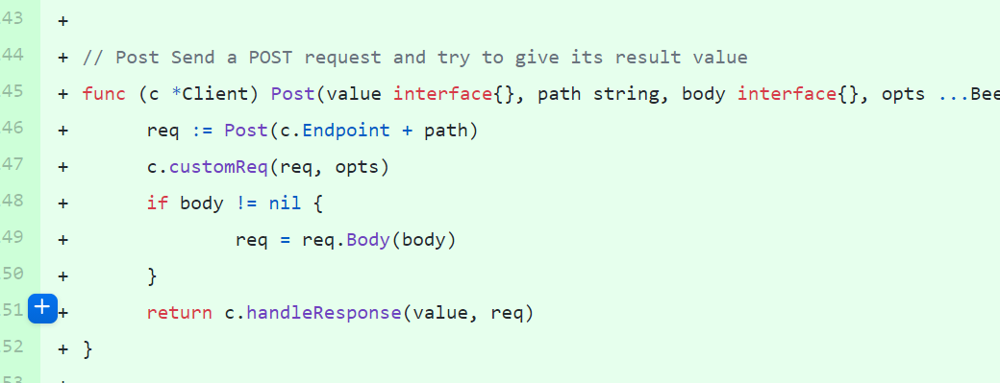 43 +
44 + // Post Send a POST request and try to give its result value
45 + func (c *Client) Post(value interface{}, path string, body interface{}, opts ...Bee
46 + req := Post(c.Endpoint + path)
47 + c.customReq(req, opts)
48 + if body != nil {
49 + req = req.Body(body)
50 + }
51 + + return c.handleResponse(value, req)
52 + }
53 +